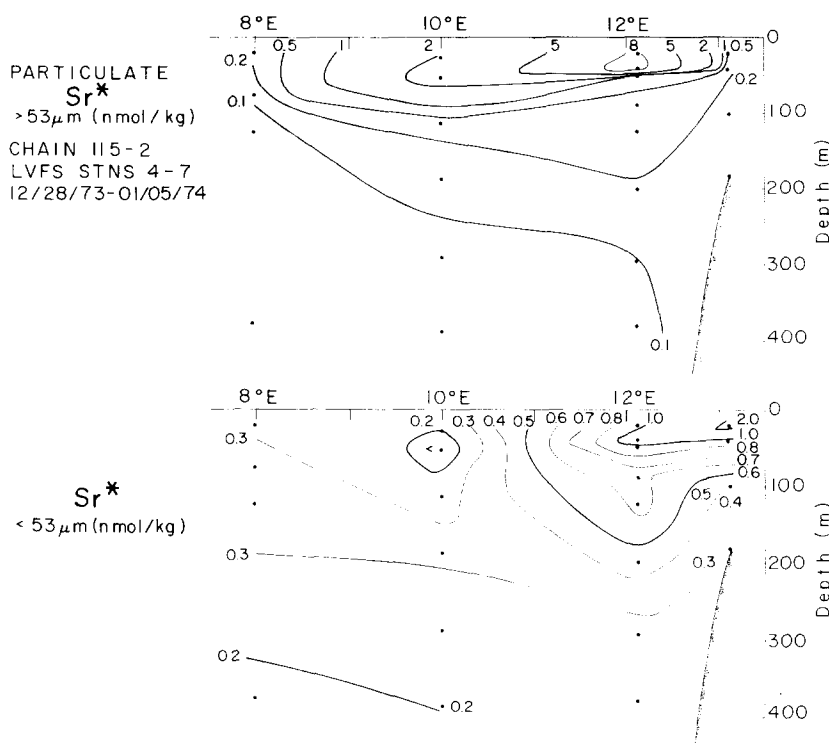 8°E 10°E 12°E
0.2 0.5 1 2 5 8 5 2 1 0.5 0
PARTICULATE
Sr*
>53µm (nmol/kg)
0.1
0.2
100
CHAIN 115-2
LVFS STNS 4-7
12/28/73-01/05/74
200
Depth (m)
300
0.1
400
8°E 10°E 12°E
0
0.2 0.3 0.4 0.5 0.6 0.7 0.8 1.0 2.0
0.3
<
<
1.0
0.8
0.7
0.6
Sr*
< 53µm (nmol/kg)
100
0.5 0.4
0.3
0.3
200
Depth (m)
300
0.2
0.2
400